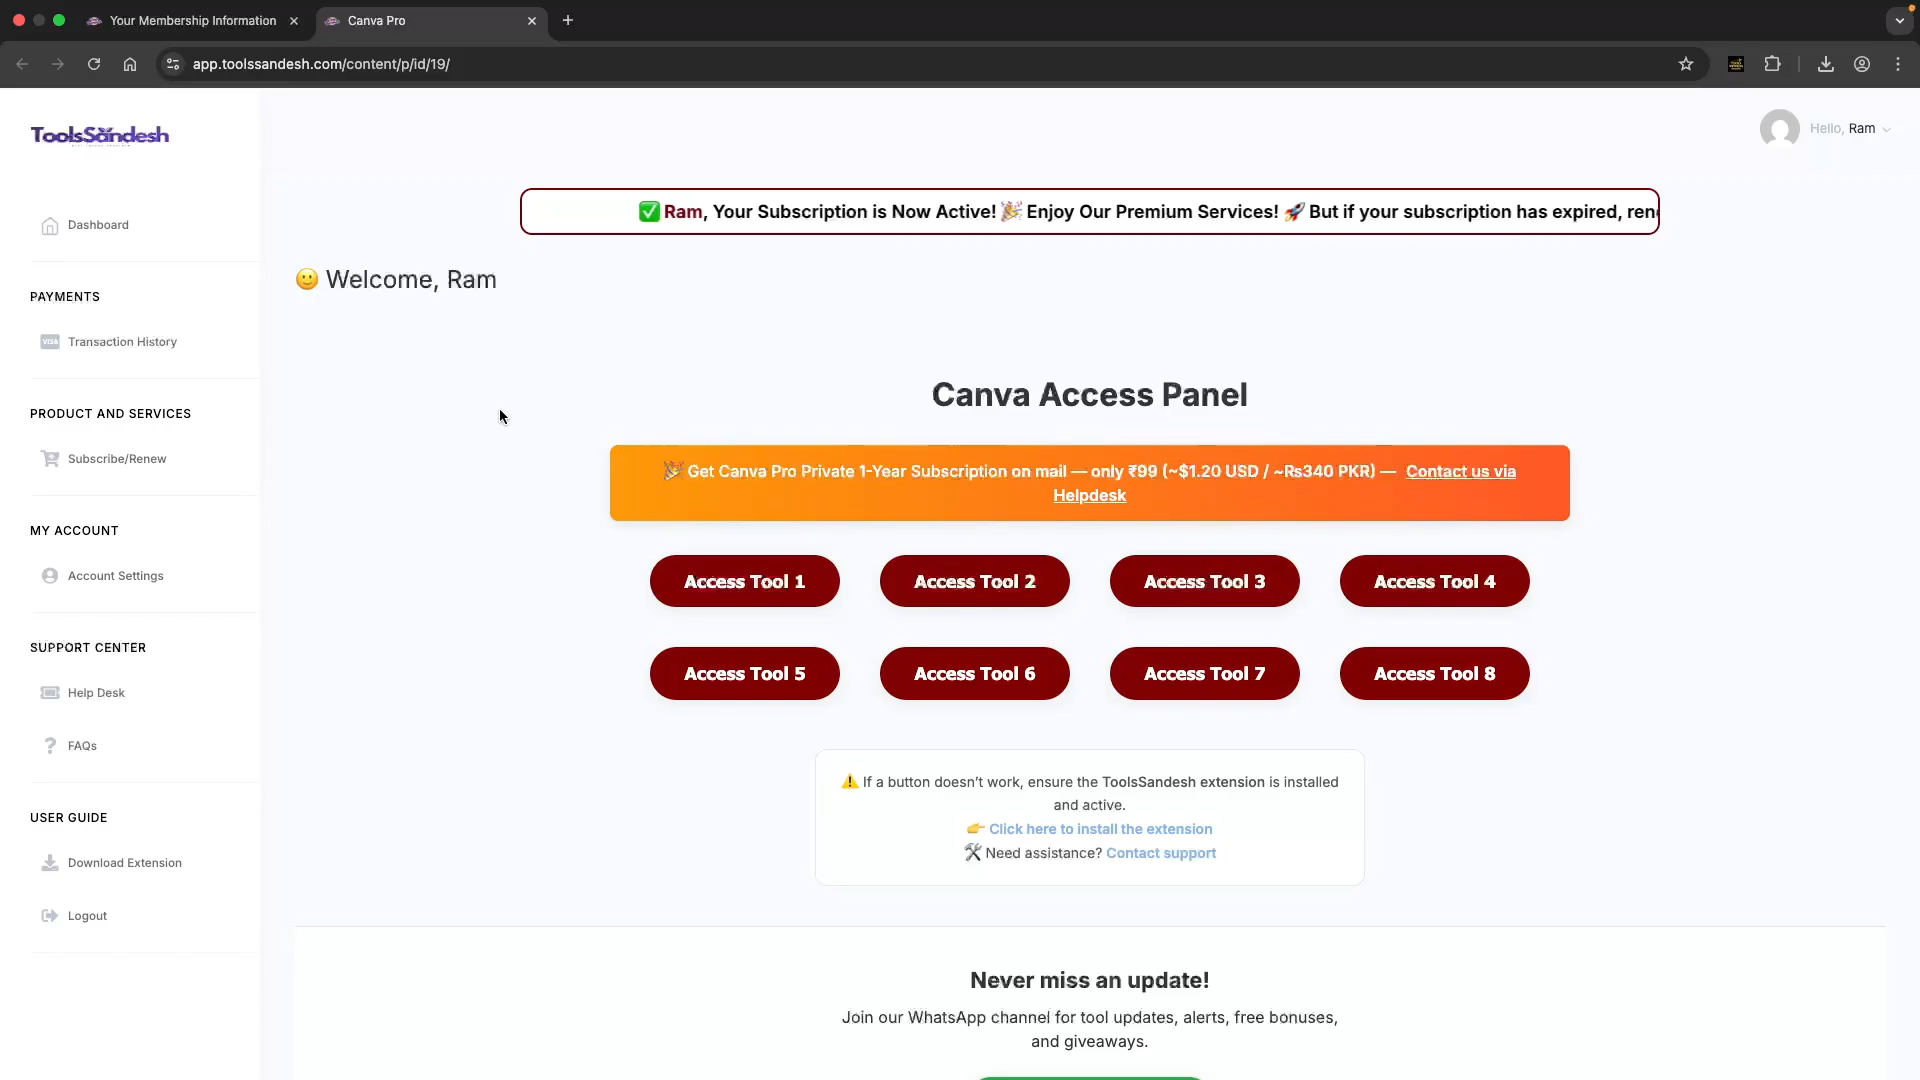 Your Membership Information
Canva Pro
app.toolssandesh.com/content/p/id/19/
ToolsSandesh
Hello, Ram
✅ Ram, Your Subscription is Now Active! 🎉 Enjoy Our Premium Services! 🚀 But if your subscription has expired, ren
Dashboard
🙂 Welcome, Ram
PAYMENTS
VISA Transaction History
PRODUCT AND SERVICES
Subscribe/Renew
MY ACCOUNT
Account Settings
SUPPORT CENTER
Help Desk
FAQs
USER GUIDE
Download Extension
Logout
Canva Access Panel
🎉 Get Canva Pro Private 1-Year Subscription on mail — only ₹99 (~$1.20 USD / ~₨340 PKR) — Contact us via
Helpdesk
Access Tool 1
Access Tool 2
Access Tool 3
Access Tool 4
Access Tool 5
Access Tool 6
Access Tool 7
Access Tool 8
⚠️ If a button doesn’t work, ensure the ToolsSandesh extension is installed
and active.
👉 Click here to install the extension
🛠️ Need assistance? Contact support
Never miss an update!
Join our WhatsApp channel for tool updates, alerts, free bonuses,
and giveaways.